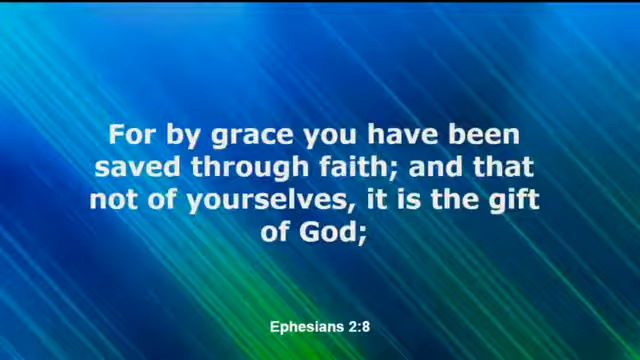 For by grace you have been
saved through faith; and that
not of yourselves, it is the gift
of God;
Ephesians 2:8